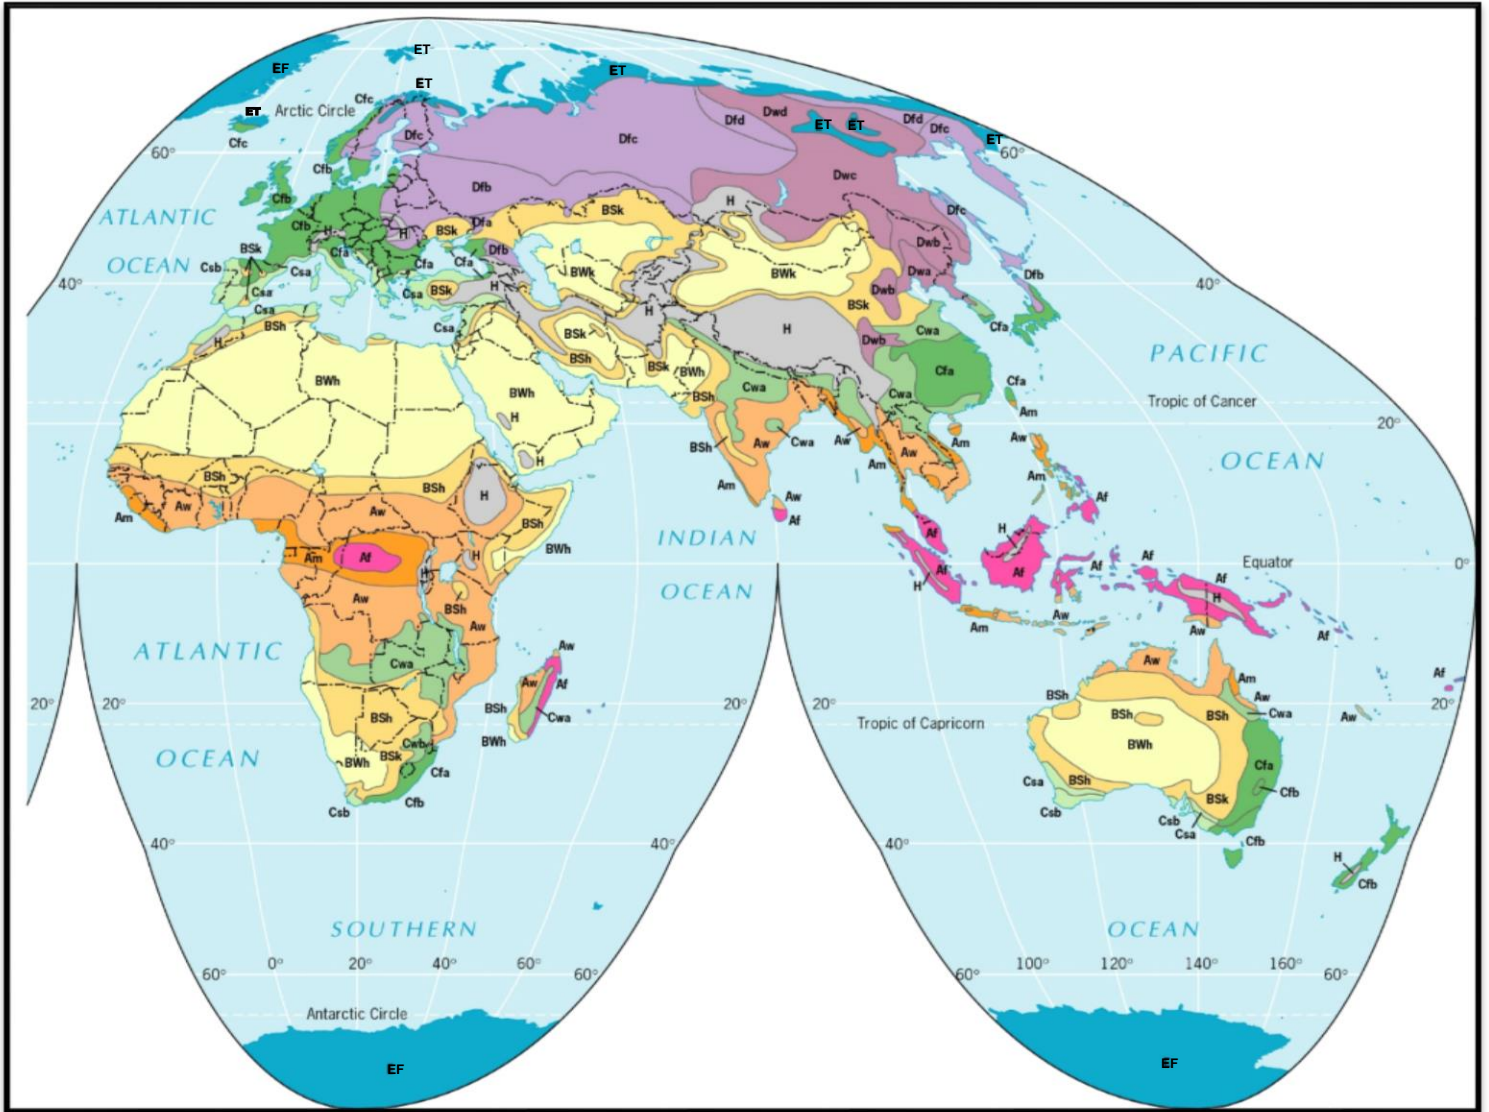 ET
EF
ET
ET
ET Arctic Circle
Cfc
Cfc
Dfc
Dfc
Dfd
Dwd
ET
ET
Dfd
Dfc
ET
60°
60°
Cfb
Cfb
Dfb
Dwc
H
ATLANTIC
OCEAN
Cfb
H
H
BSk
Dfa
BSk
Dfc
Dwb
BSk
Csb
Csa
Cfa
Cfa
Cfa
Dfb
BWk
BWk
Dwa
Dfb
40°
Csa
Csa
Csa
BSk
H
Dwb
BSk
40°
Csa
BSh
H
BSk
BSh
H
H
BSk
BWh
Dwb
Cwa
Cfa
PACIFIC
OCEAN
BWh
BWh
H
H
BSh
Cwa
Cwa
Cfa
Cfa
Am
Tropic of Cancer
20°
BSh
Aw
Cwa
Aw
Aw
Am
Aw
Am
Am
BSh
BSh
H
Am
Aw
Aw
BSh
Am
Aw
Af
Af
Af
INDIAN
OCEAN
Am
Af
H
BWh
H
Af
H
Af
Af
Af
Af
H
Equator
0°
H
Aw
BSh
Aw
Am
Aw
Aw
Af
ATLANTIC
OCEAN
Cwa
Aw
Aw
Af
Cwa
BSh
BWh
Aw
Am
Aw
Cwa
BSh
BSh
BSh
Af
Aw
20°
20°
20°
20°
20°
Tropic of Capricorn
BSh
BWh
BSk
Cwb
Cfa
Cfb
Csb
BWh
Csa
BSh
Csb
BSk
Cfa
Cfb
Csb
Csa
Cfb
H
Cfb
40°
40°
40°
SOUTHERN
OCEAN
60°
0°
20°
40°
60°
60°
60°
100°
120°
140°
160°
60°
Antarctic Circle
EF
EF